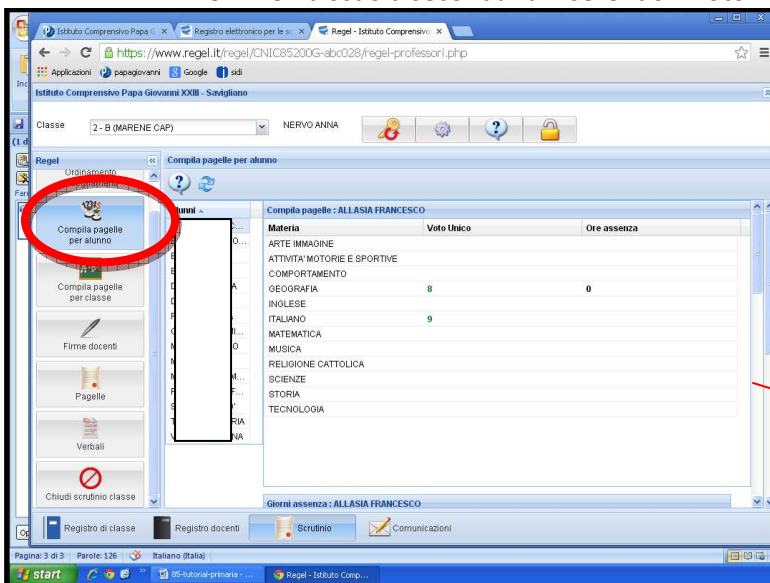 Istituto Comprensivo Papa G
Registro elettronico per le sc
Regel - Istituto Comprensivo
https://www.regel.it/regel/CNIC85200G-abc028/regel-professori.php
Applicazioni papagiovanni Google sidi
Istituto Comprensivo Papa Giovanni XXIII - Savigliano
Classe 2 - B (MARENE CAP) NERVO ANNA
Regel Compila pagelle per alunno
Ordinamento
Compila pagelle
per alunno
Compila pagelle
per classe
Firme docenti
Pagelle
Verbali
Chiudi scrutinio classe
Compila pagelle : ALLASIA FRANCESCO
Materia Voto Unico Ore assenza
ARTE IMMAGINE
ATTIVITA' MOTORIE E SPORTIVE
COMPORTAMENTO
GEOGRAFIA 8 0
INGLESE
ITALIANO 9
MATEMATICA
MUSICA
RELIGIONE CATTOLICA
SCIENZE
STORIA
TECNOLOGIA
Giorni assenza : ALLASIA FRANCESCO
Registro di classe Registro docenti Scrutinio Comunicazioni
Pagina: 3 di 3 Parole: 126 Italiano (Italia)
start 85-tutorial-primaria - ... Regel - Istituto Comp...